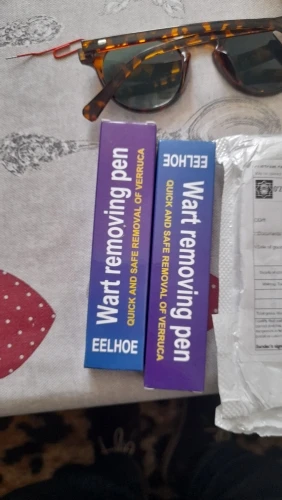 Wart removing pen
QUICK AND SAFE REMOVAL OF VERRUCA
EELHOE
EELHOE
Wart removing pen
QUICK AND SAFE REMOVAL OF VERRUCA